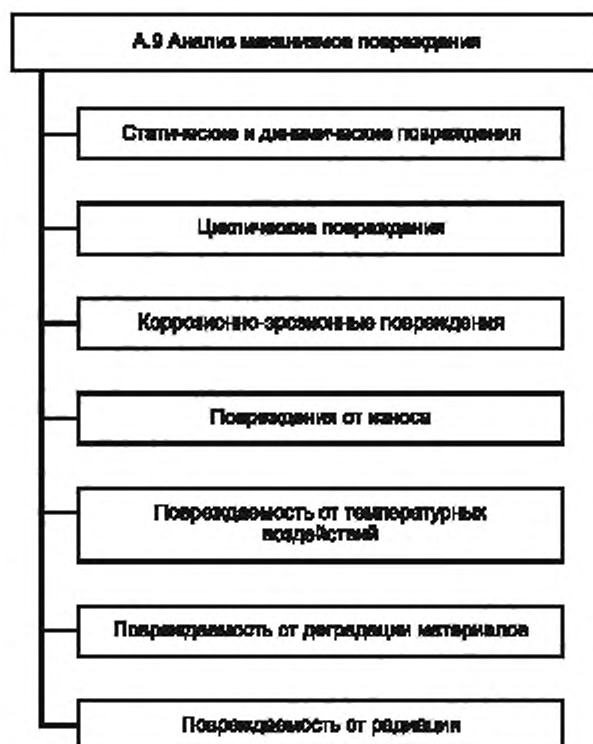 А.9 Анализ механизмов повреждения
Статические и динамические повреждения
Циклические повреждения
Коррозионно-эрозионные повреждения
Повреждения от износа
Повреждаемость от температурных
воздействий
Повреждаемость от деградации материалов
Повреждаемость от радиации